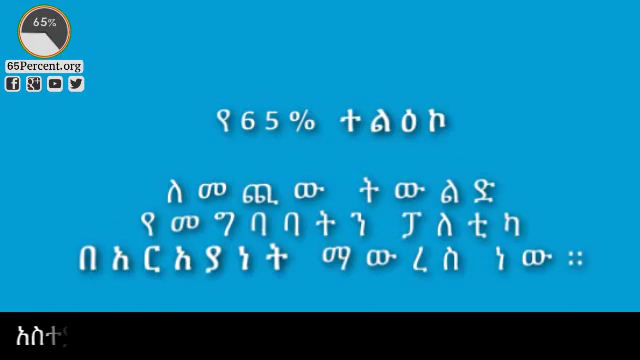 65%
65Percent.org
የ65% ተልዕኮ
ለመጪው ትውልድ
የመግባባትን ፓለቲካ
በአርአያነት ማውረስ ነው ።